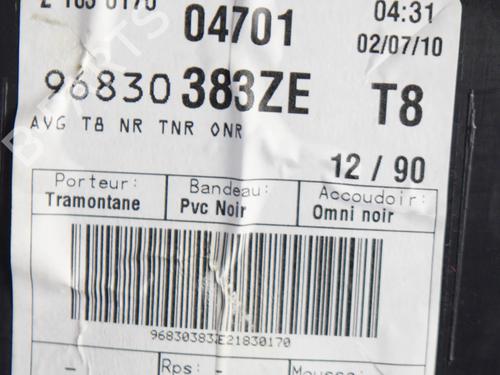 04701
04:31
02/07/10
96830 383ZE T8
AVG T8 NR TNR ONR
12 / 90
Porteur: Bandeau: Accoudoir:
Tramontane Pvc Noir Omni noir
96830383ZE21830170
- Rps: -